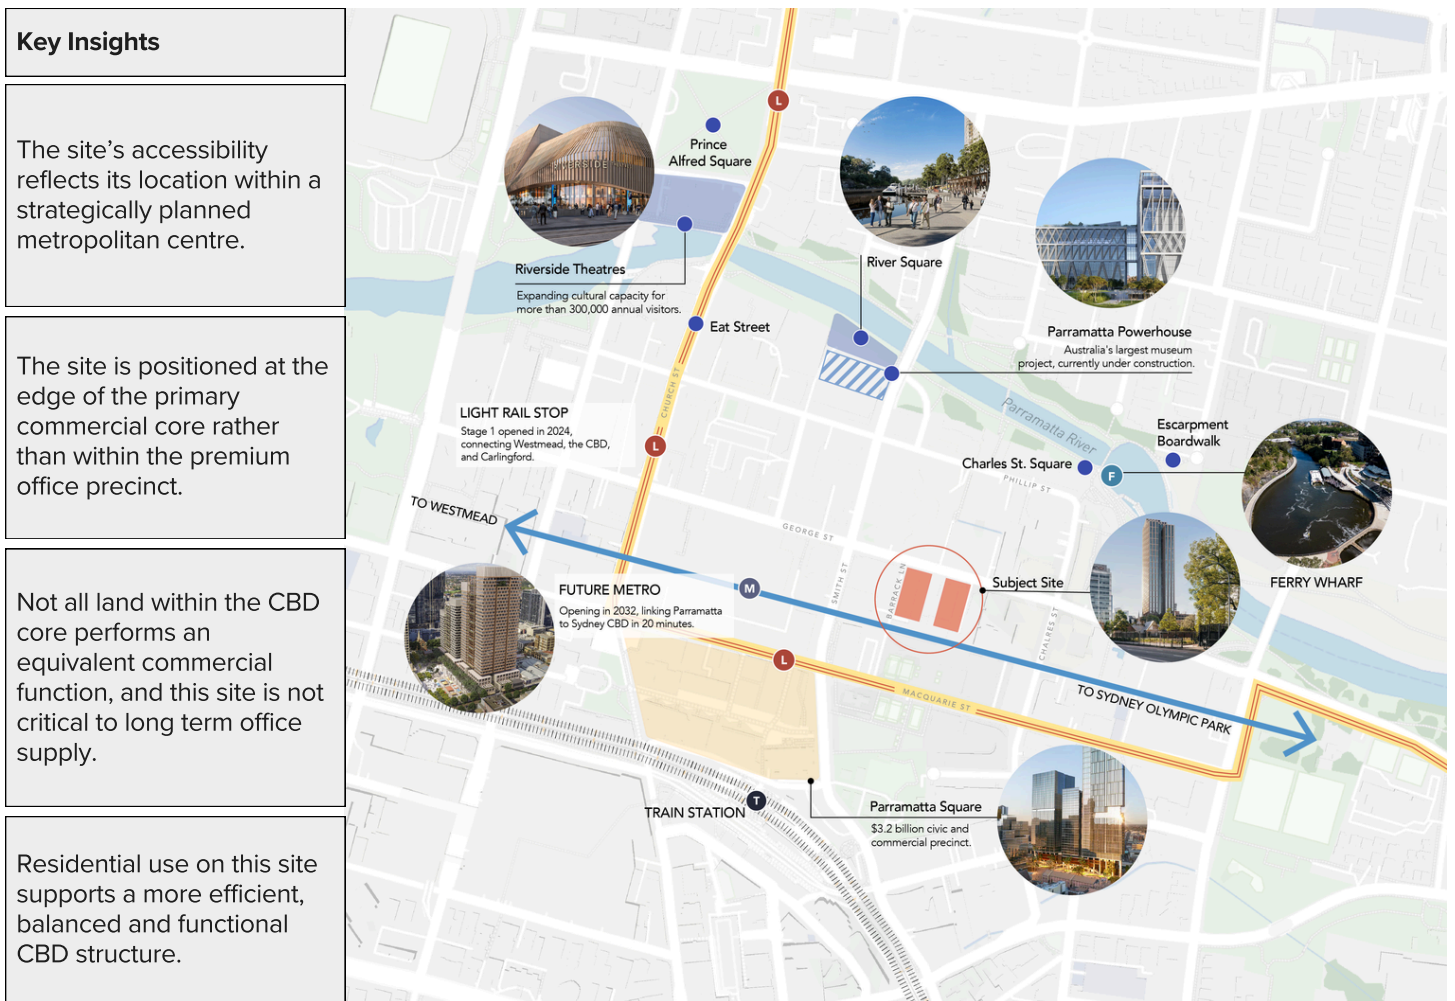 Key Insights
The site's accessibility
reflects its location within a
strategically planned
metropolitan centre.
The site is positioned at the
edge of the primary
commercial core rather
than within the premium
office precinct.
Not all land within the CBD
core performs an
equivalent commercial
function, and this site is not
critical to long term office
supply.
Residential use on this site
supports a more efficient,
balanced and functional
CBD structure.
L
Prince
Alfred Square
RIVERSIDE
Riverside Theatres
Expanding cultural capacity for
more than 300,000 annual visitors.
River Square
Parramatta Powerhouse
Australia's largest museum
project, currently under construction.
Eat Street
CHURCH ST
LIGHT RAIL STOP
Stage 1 opened in 2024,
connecting Westmead, the CBD,
and Carlingford.
L
Parramatta River
Escarpment
Boardwalk
Charles St. Square
F
PHILLIP ST
TO WESTMEAD
GEORGE ST
FERRY WHARF
FUTURE METRO
Opening in 2032, linking Parramatta
to Sydney CBD in 20 minutes.
M
SMITH ST
BARRACK LN
Subject Site
CHALRES ST
L
MACQUARIE ST
TO SYDNEY OLYMPIC PARK
TRAIN STATION
T
Parramatta Square
$3.2 billion civic and
commercial precinct.